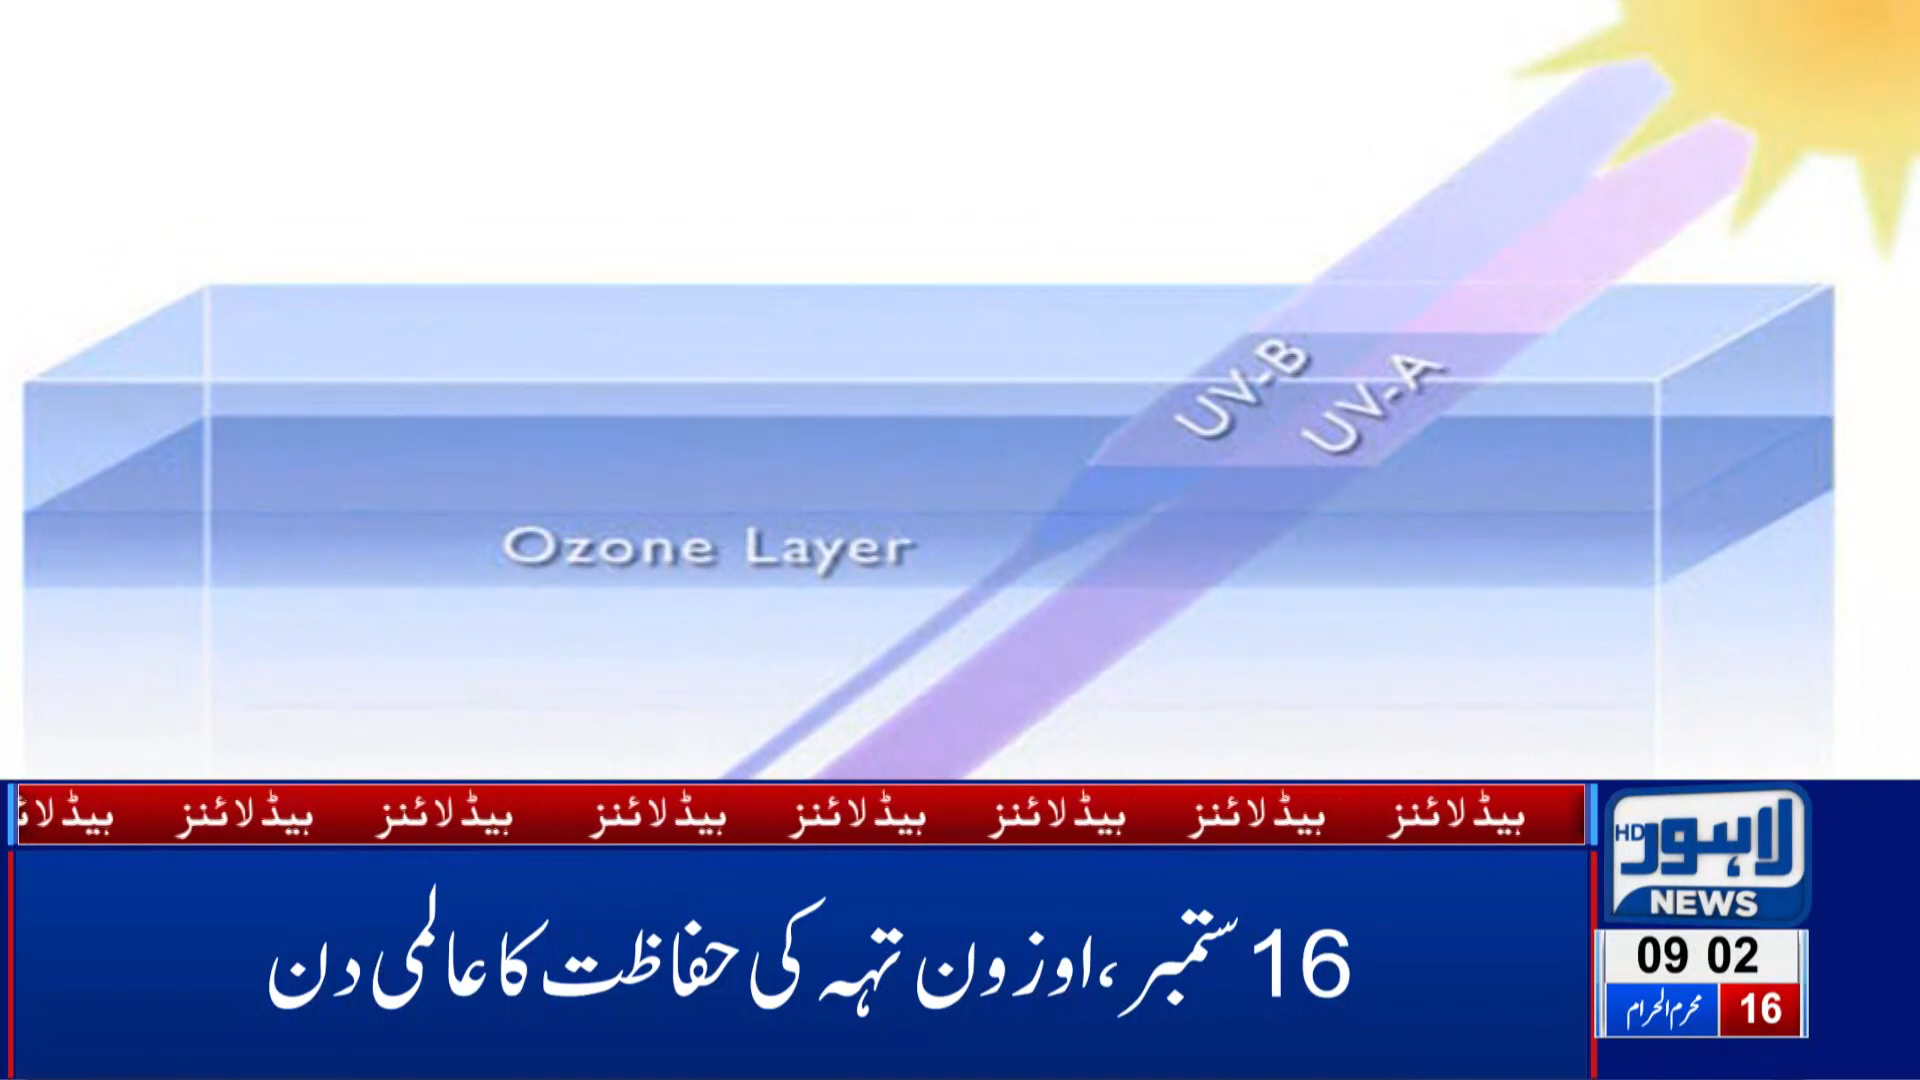 UV-B
UV-A
Ozone Layer
ہیڈلائنز ہیڈلائنز ہیڈلائنز ہیڈلائنز ہیڈلائنز ہیڈلائنز ہیڈلائنز ہیڈلائ
16 ستمبر، اوزون تہہ کی حفاظت کا عالمی دن
لاہور HD
NEWS
09 02
16 محرم الحرام